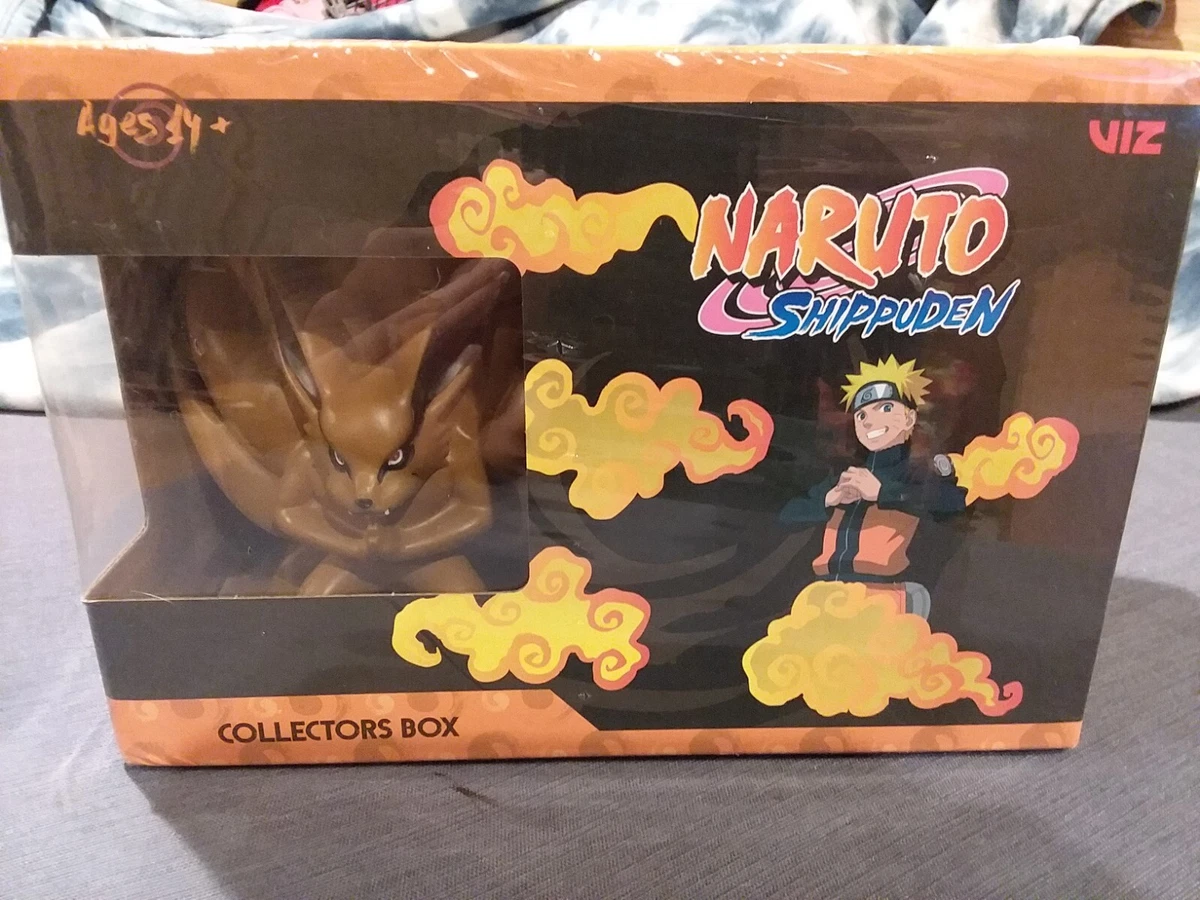 Ages 14+
VIZ
NARUTO
SHIPPUDEN
COLLECTORS BOX